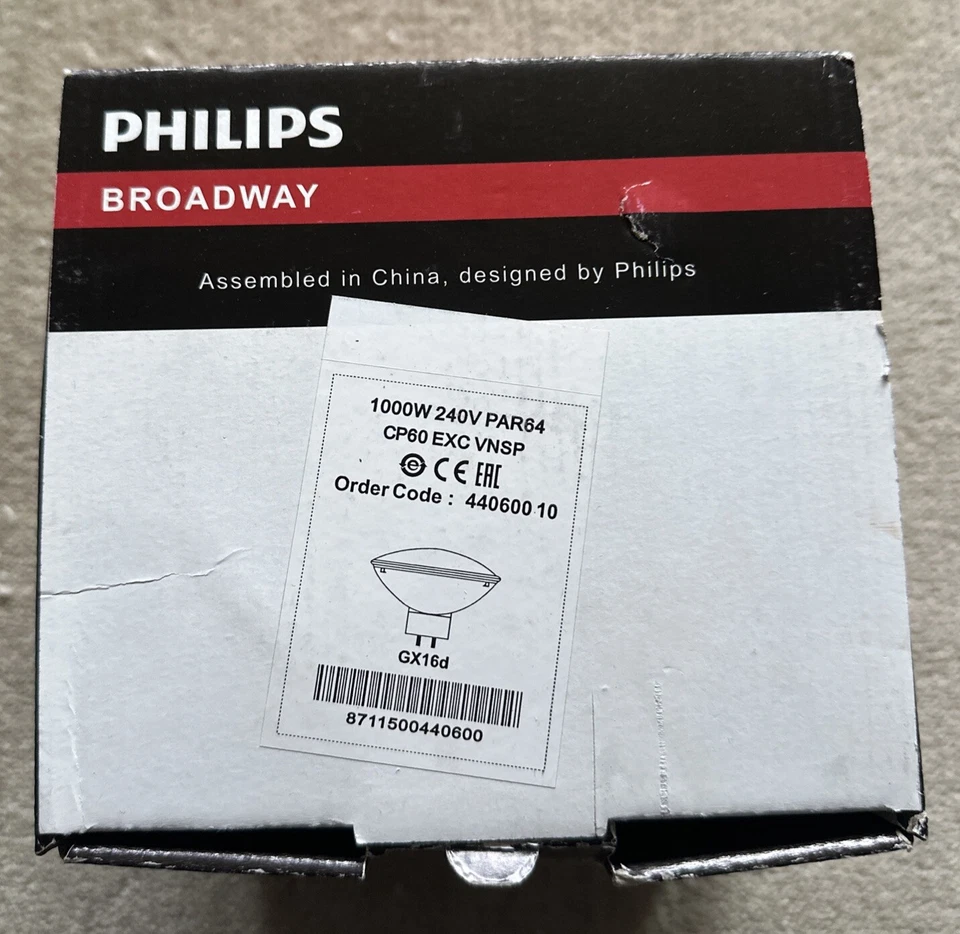 PHILIPS
BROADWAY
Assembled in China, designed by Philips
1000W 240V PAR64
CP60 EXC VNSP
e CE EAC
Order Code : 440600 10
GX16d
8711500440600